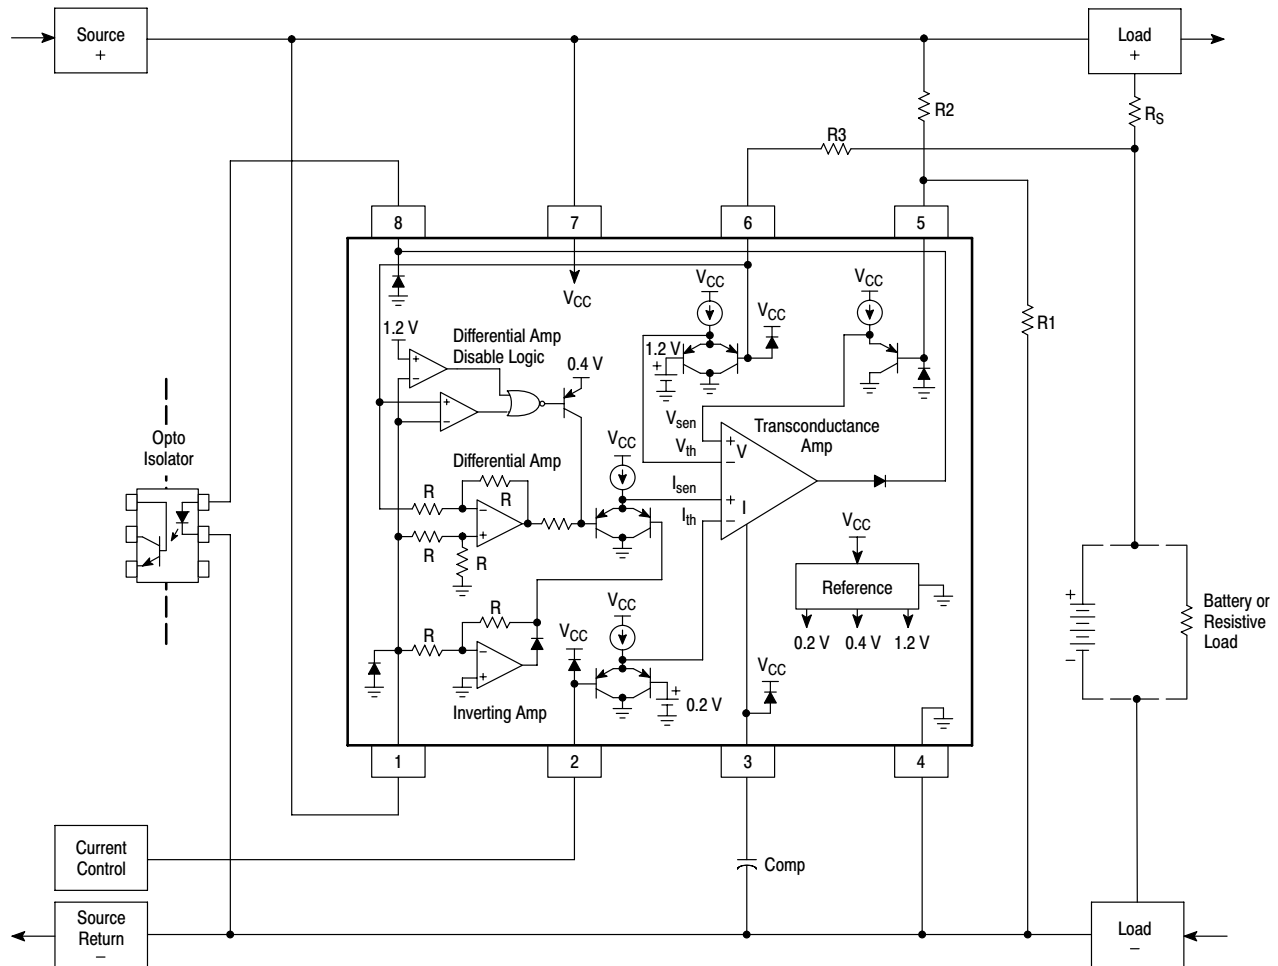 Source
+
Load
+
R2
RS
R3
8
7
6
5
VCC
VCC
VCC
VCC
R1
1.2 V
Differential Amp
Disable Logic
0.4 V
1.2 V
+
+
−
+
−
Vsen
Vth
Transconductance
Amp
+
V
−
Opto
Isolator
Differential Amp
VCC
Isen
Ith
+
I
−
R
R
−
+
R
R
VCC
Reference
0.2 V
0.4 V
1.2 V
+
−
Battery or
Resistive
Load
R
R
−
+
VCC
VCC
+
0.2 V
VCC
Inverting Amp
1
2
3
4
Current
Control
Comp
Source
Return
−
Load
−